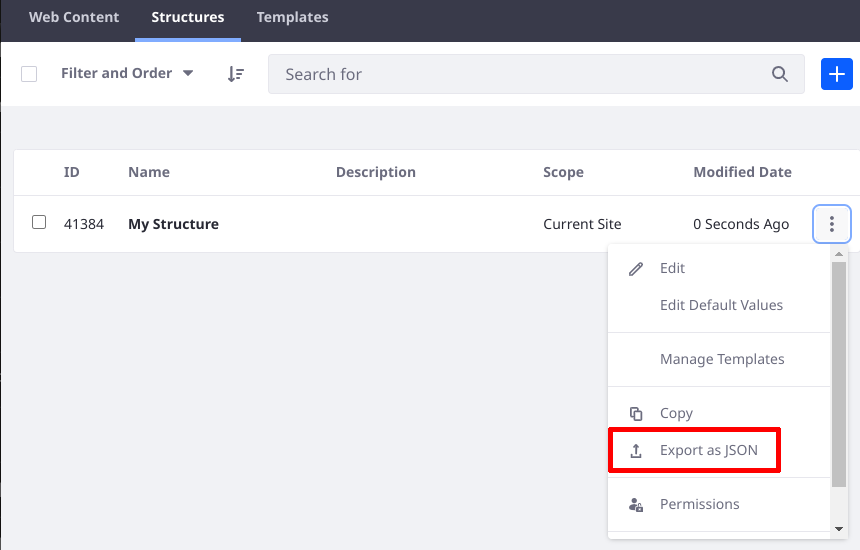 Web Content Structures Templates
Filter and Order Search for
ID Name Description Scope Modified Date
41384 My Structure Current Site 0 Seconds Ago
Edit
Edit Default Values
Manage Templates
Copy
Export as JSON
Permissions